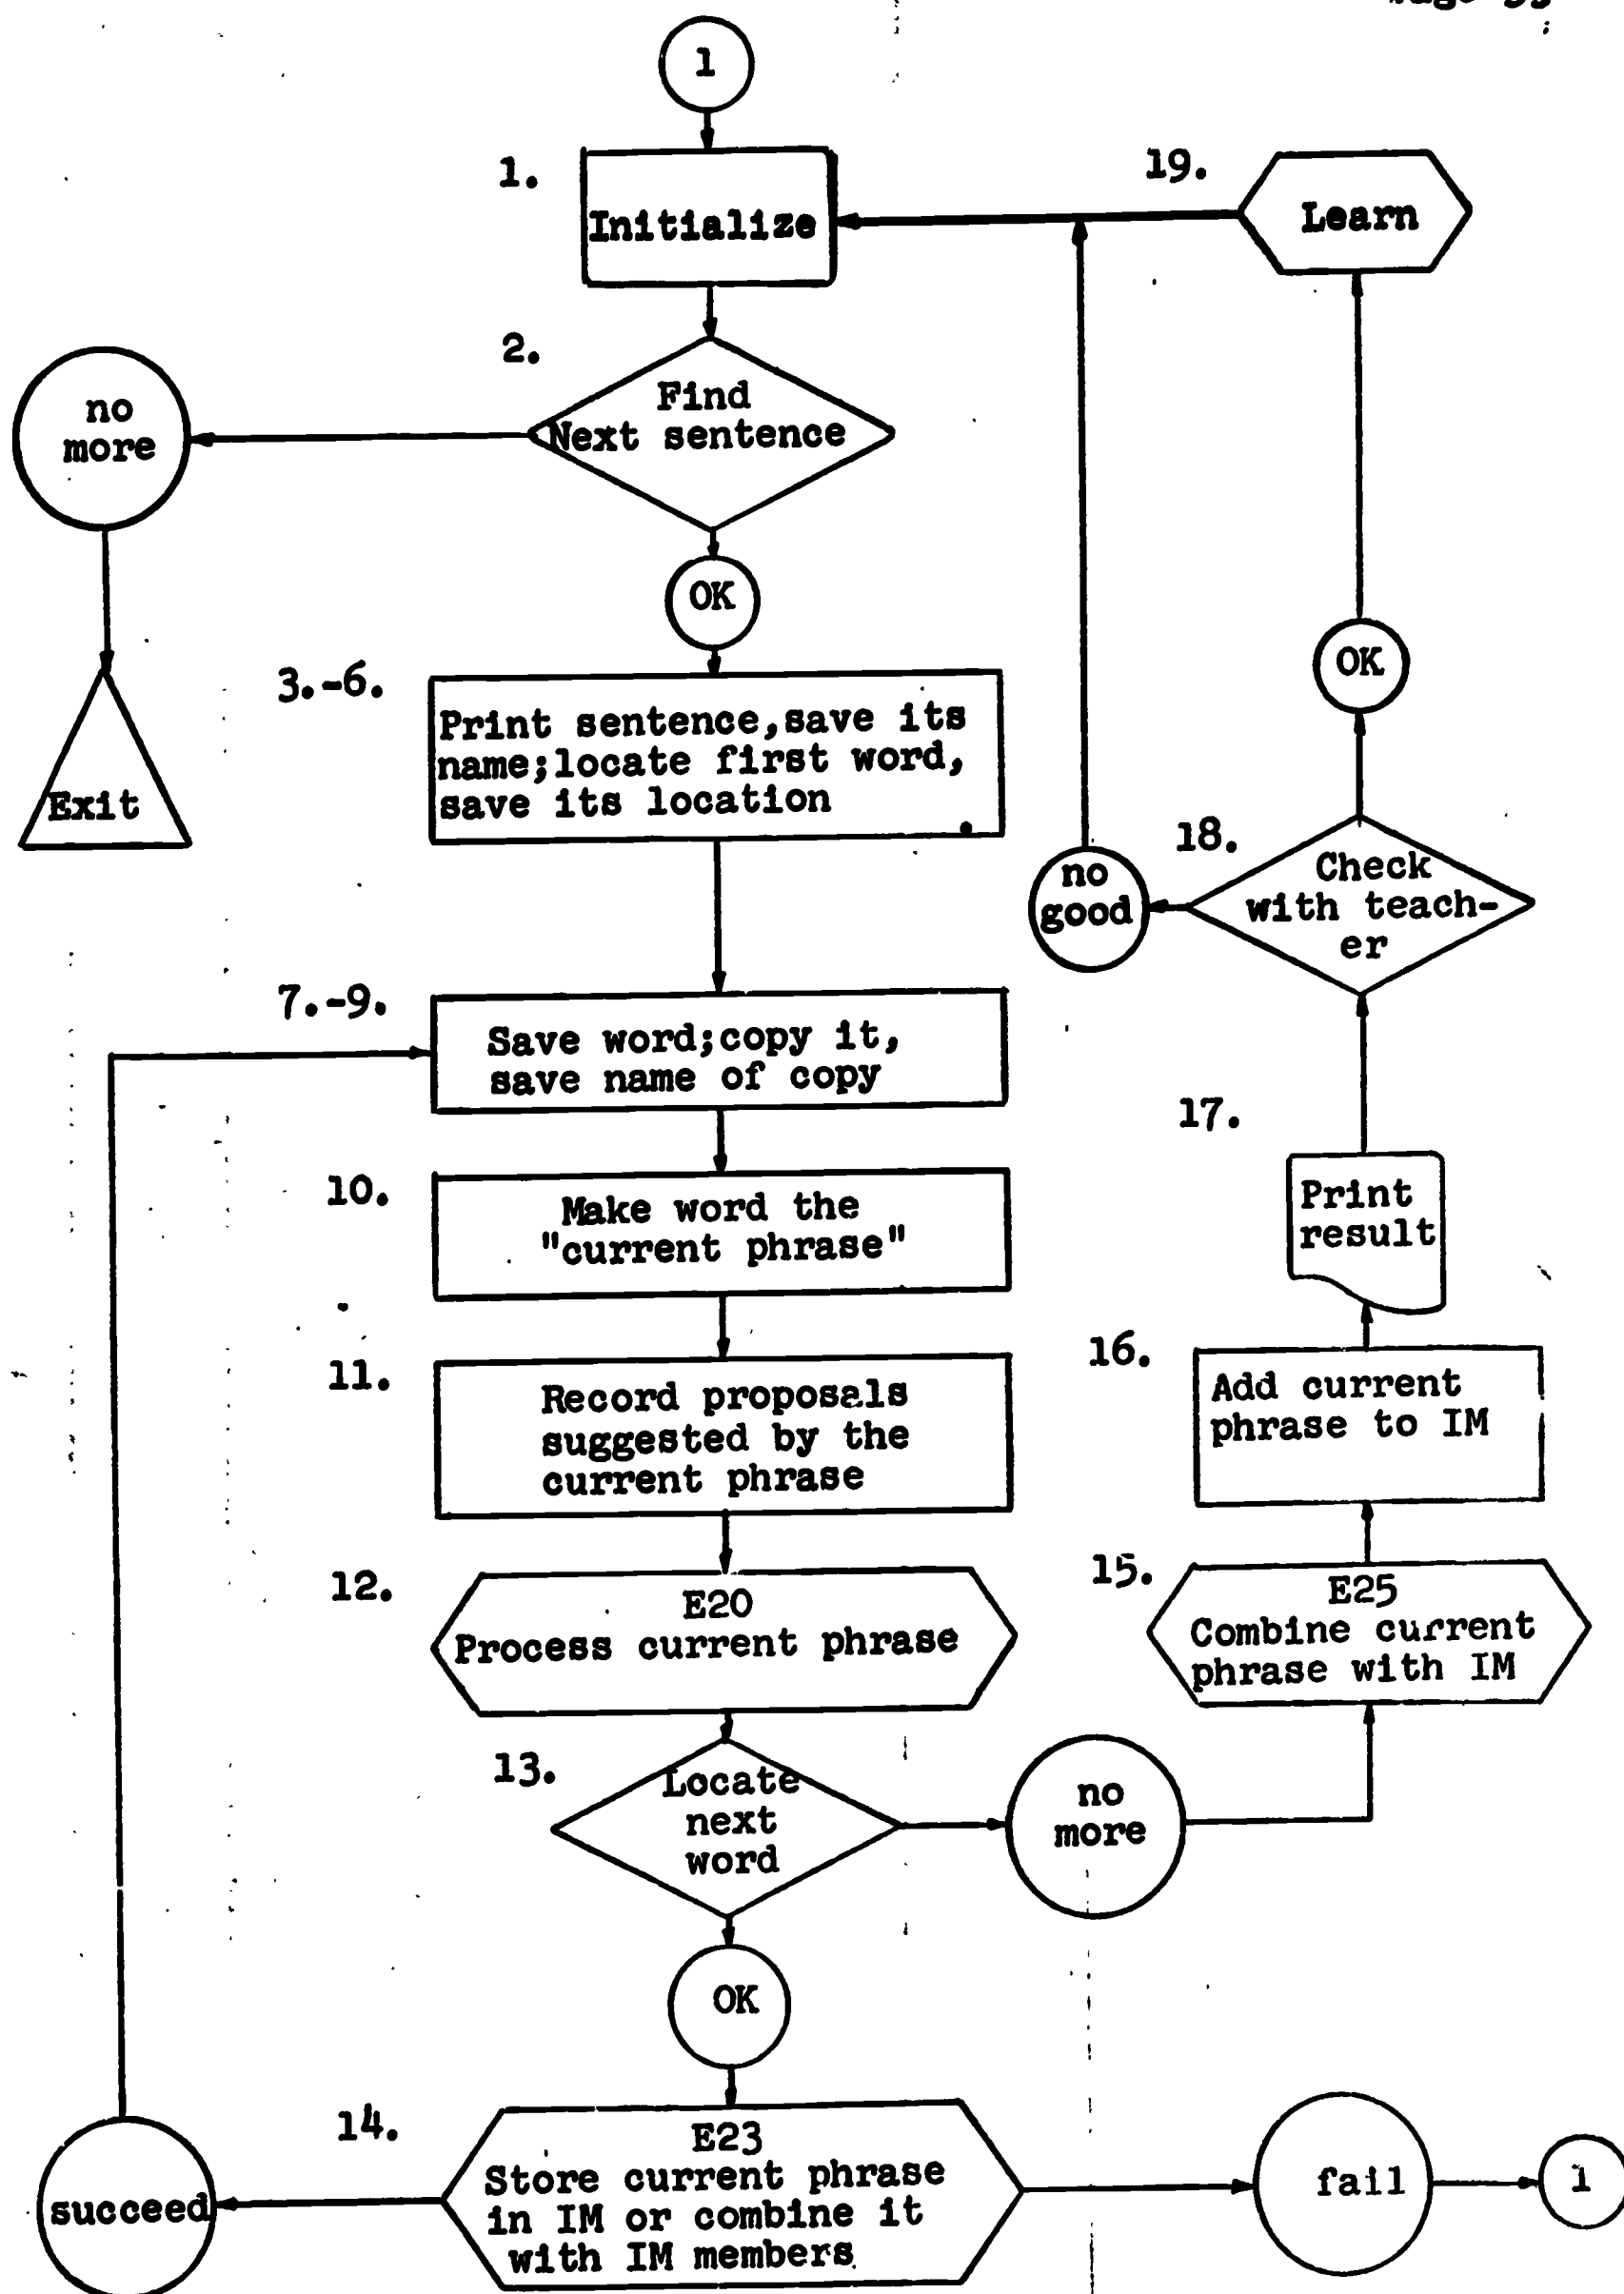 1
1.
Initialize
19.
Learn
2.
Find
Next sentence
no
more
OK
Exit
3.-6.
Print sentence,save its
name;locate first word,
save its location
OK
18.
Check
with teach-
er
no
good
7.-9.
Save word;copy it,
save name of copy
17.
Print
result
10.
Make word the
"current phrase"
11.
Record proposals
suggested by the
current phrase
16.
Add current
phrase to IM
12.
E20
Process current phrase
15.
E25
Combine current
phrase with IM
13.
Locate
next
word
no
more
OK
14.
E23
Store current phrase
in IM or combine it
with IM members
succeed
fail
1